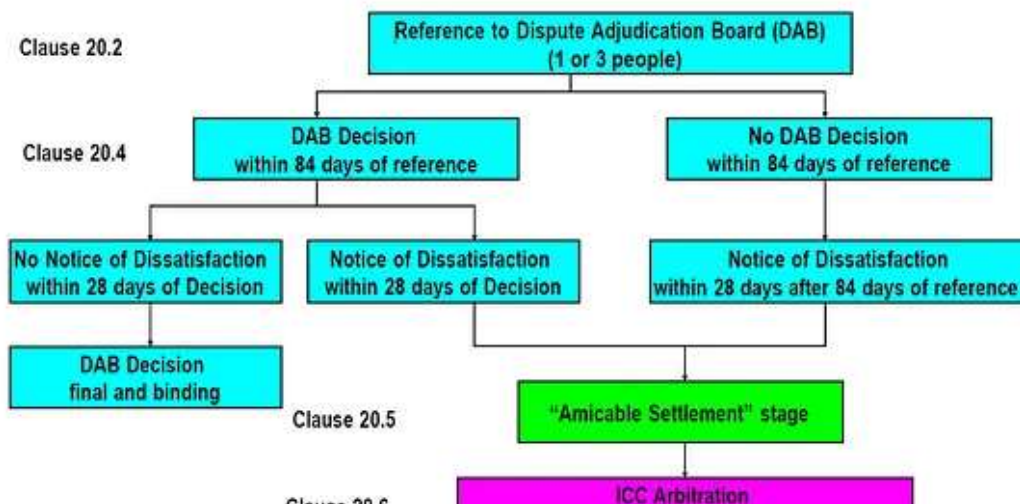 Clause 20.2
Reference to Dispute Adjudication Board (DAB)
(1 or 3 people)
Clause 20.4
DAB Decision
within 84 days of reference
No DAB Decision
within 84 days of reference
No Notice of Dissatisfaction
within 28 days of Decision
Notice of Dissatisfaction
within 28 days of Decision
Notice of Dissatisfaction
within 28 days after 84 days of reference
DAB Decision
final and binding
Clause 20.5
“Amicable Settlement” stage
Clause 20.6
ICC Arbitration